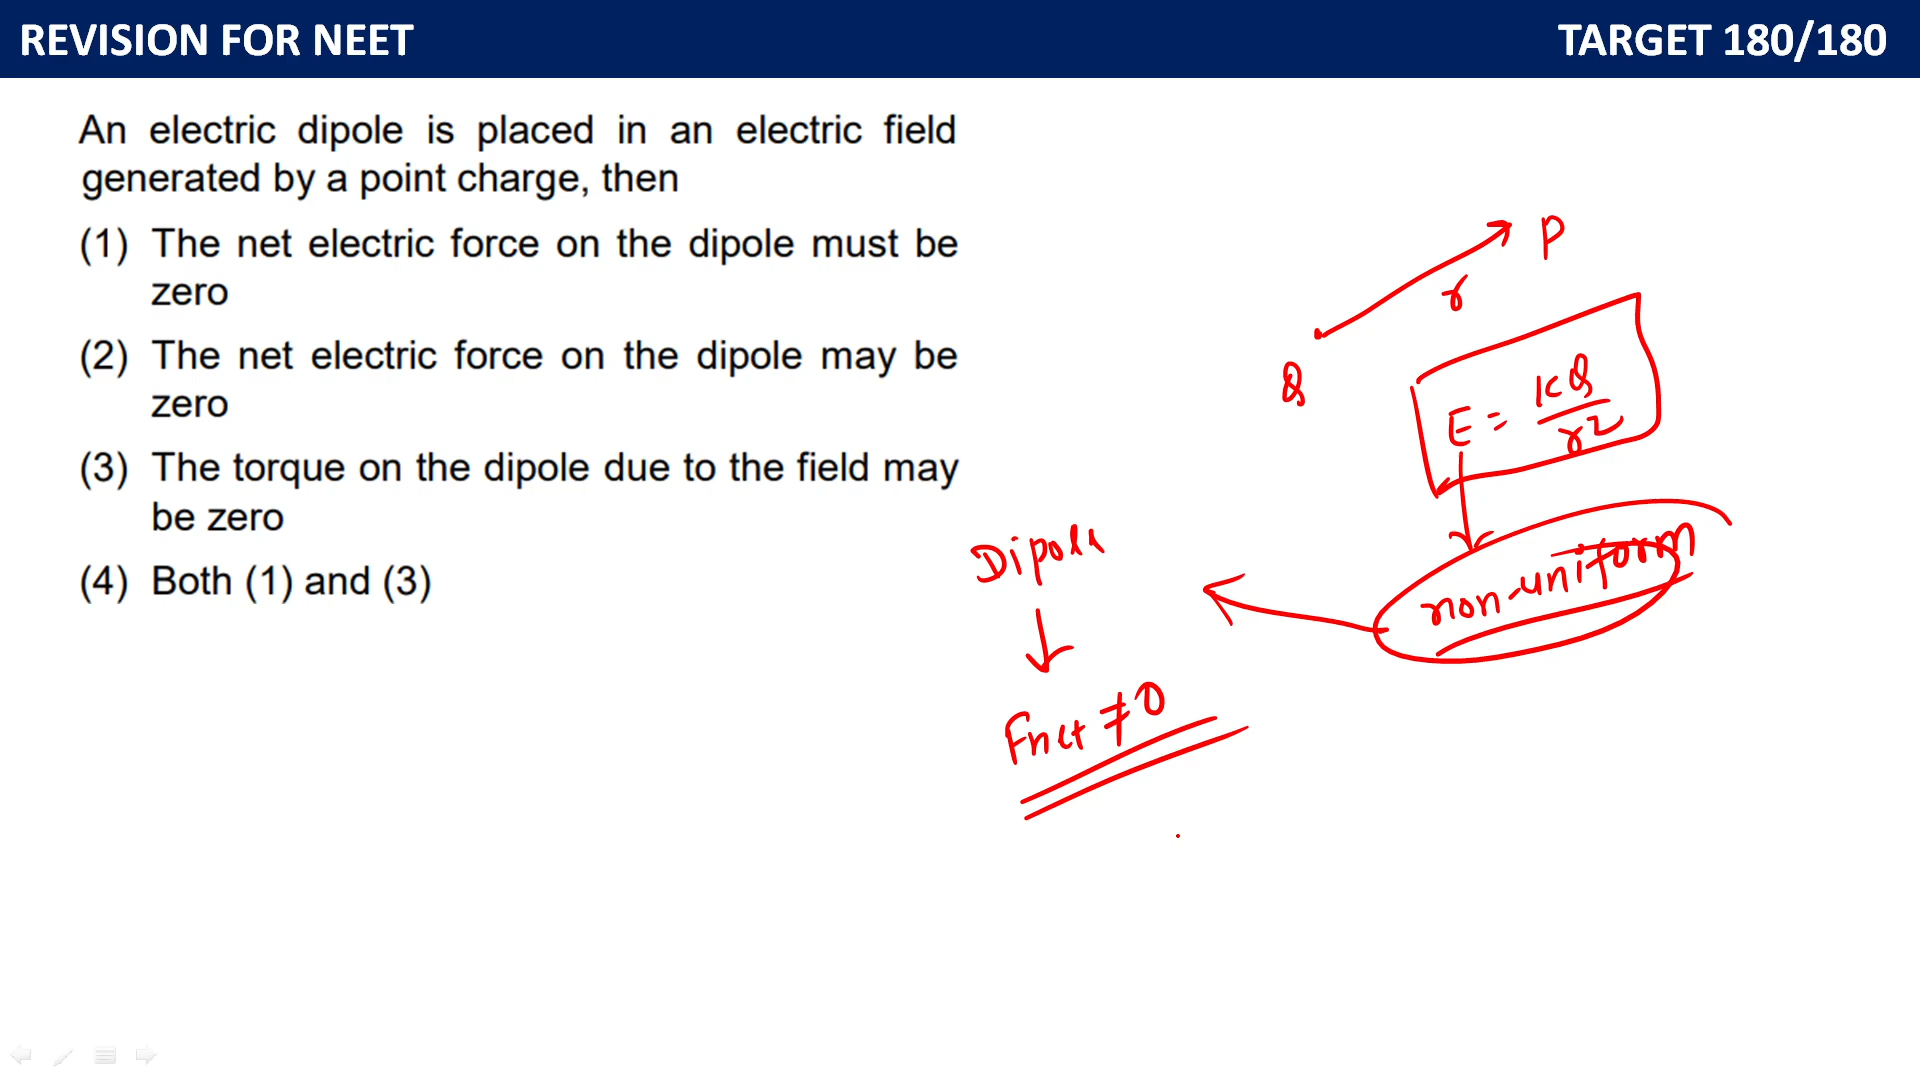 REVISION FOR NEET
TARGET 180/180
An electric dipole is placed in an electric field
generated by a point charge, then
(1) The net electric force on the dipole must be
zero
(2) The net electric force on the dipole may be
zero
(3) The torque on the dipole due to the field may
be zero
(4) Both (1) and (3)
P
r
Q
E = KQ/r²
non-uniform
Dipole
Fnet ≠ 0